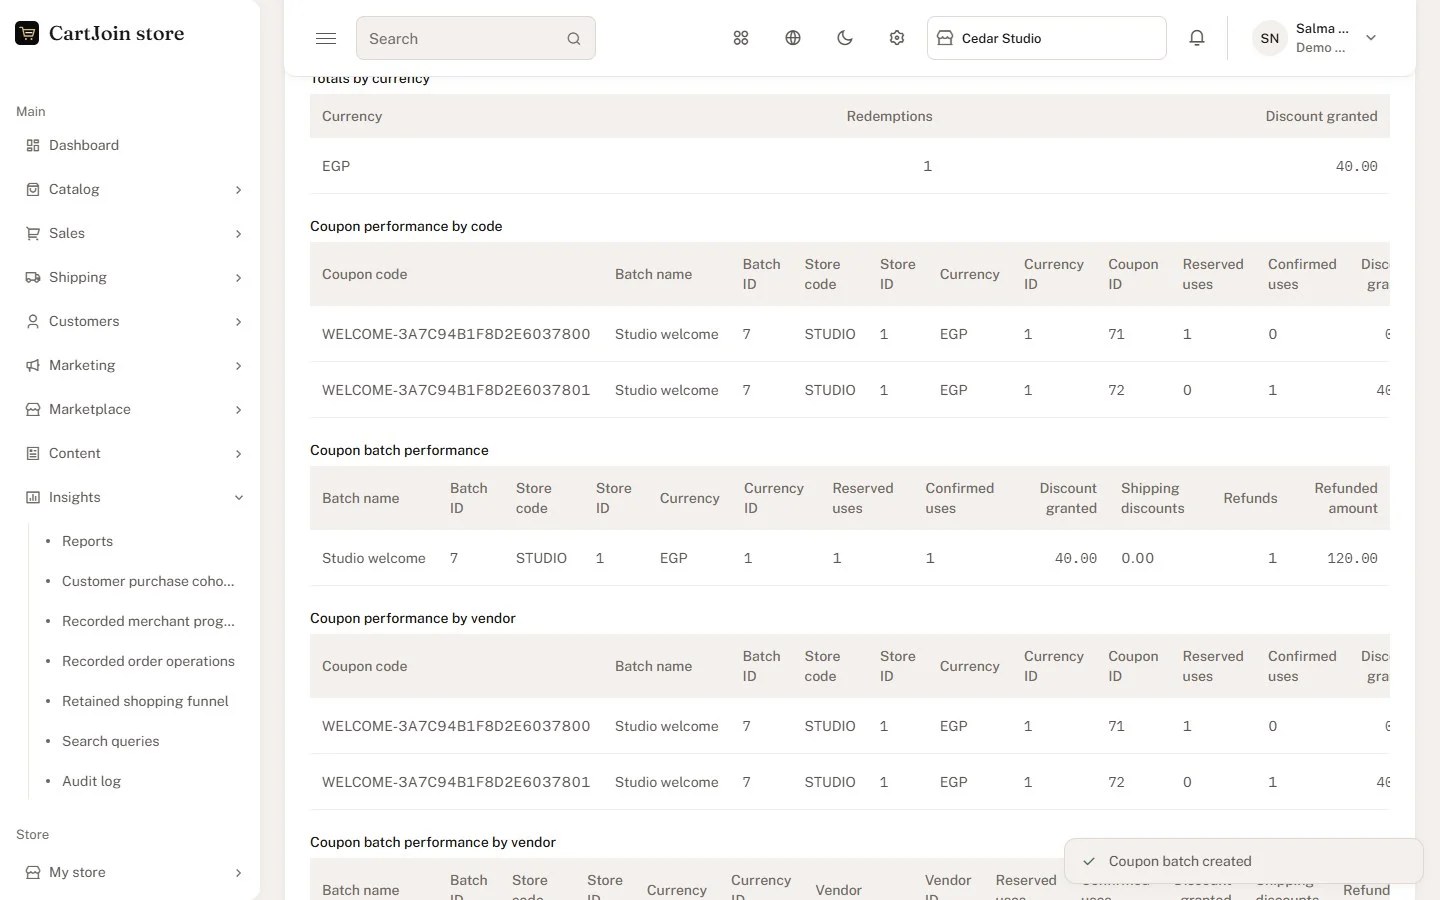 CartJoin store
Search
Cedar Studio
SN
Salma ...
Demo ...
Main
Dashboard
Catalog
Sales
Shipping
Customers
Marketing
Marketplace
Content
Insights
Reports
Customer purchase coho...
Recorded merchant prog...
Recorded order operations
Retained shopping funnel
Search queries
Audit log
Store
My store
Totals by currency
Currency Redemptions Discount granted
EGP 1 40.00
Coupon performance by code
Coupon code Batch name Batch ID Store code Store ID Currency Currency ID Coupon ID Reserved uses Confirmed uses
WELCOME-3A7C94B1F8D2E6037800 Studio welcome 7 STUDIO 1 EGP 1 71 1 0
WELCOME-3A7C94B1F8D2E6037801 Studio welcome 7 STUDIO 1 EGP 1 72 0 1
Coupon batch performance
Batch name Batch ID Store code Store ID Currency Currency ID Reserved uses Confirmed uses Discount granted Shipping discounts Refunds Refunded amount
Studio welcome 7 STUDIO 1 EGP 1 1 1 40.00 0.00 1 120.00
Coupon performance by vendor
Coupon code Batch name Batch ID Store code Store ID Currency Currency ID Coupon ID Reserved uses Confirmed uses
WELCOME-3A7C94B1F8D2E6037800 Studio welcome 7 STUDIO 1 EGP 1 71 1 0
WELCOME-3A7C94B1F8D2E6037801 Studio welcome 7 STUDIO 1 EGP 1 72 0 1
Coupon batch performance by vendor
Batch name Batch ID Store code Store ID Currency Currency ID Vendor Vendor ID Reserved uses
Coupon batch created